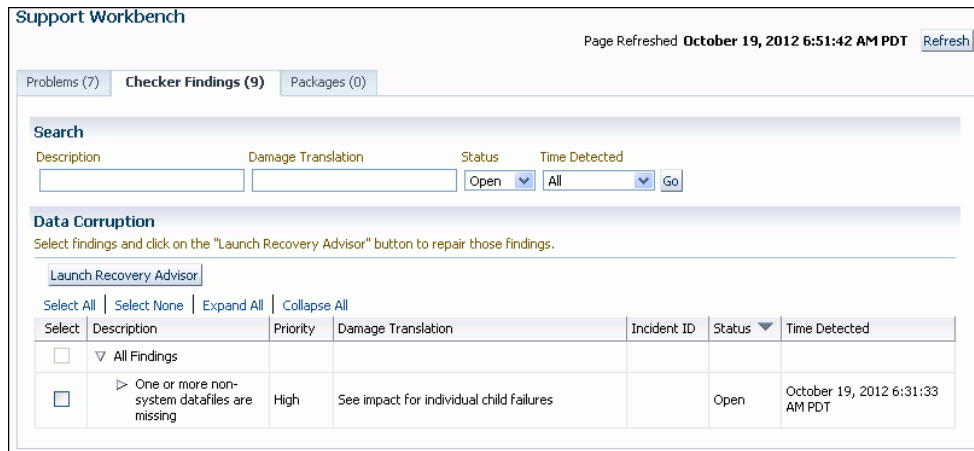 Support Workbench
Page Refreshed October 19, 2012 6:51:42 AM PDT Refresh
Problems (7) Checker Findings (9) Packages (0)
Search
Description Damage Translation Status Time Detected
Open All Go
Data Corruption
Select findings and click on the "Launch Recovery Advisor" button to repair those findings.
Launch Recovery Advisor
Select All | Select None | Expand All | Collapse All
Select Description Priority Damage Translation Incident ID Status Time Detected
All Findings
One or more non-
system datafiles are
missing
High
See impact for individual child failures
Open
October 19, 2012 6:31:33
AM PDT